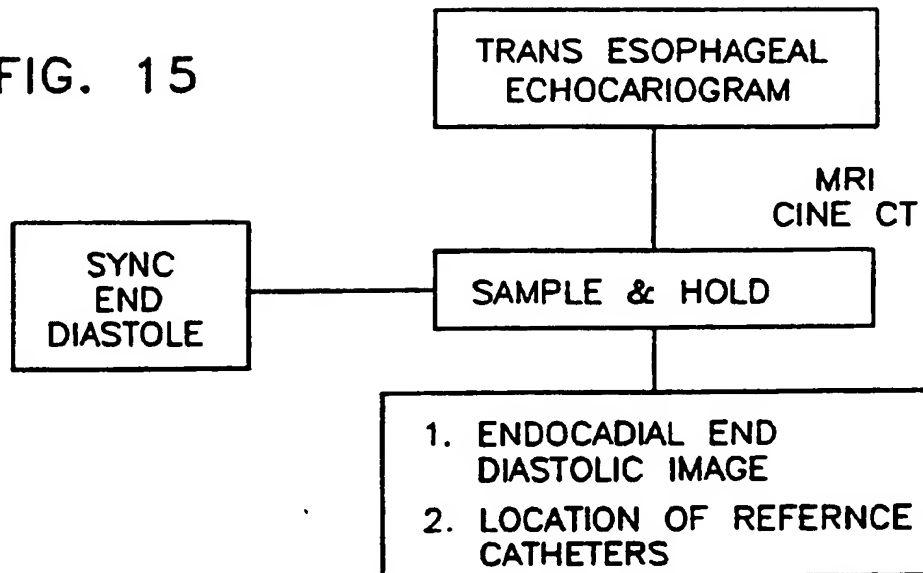 FIG. 15
TRANS ESOPHAGEAL
ECHOCARIOGRAM
MRI
CINE CT
SYNC
END
DIASTOLE
SAMPLE & HOLD
1. ENDOCADIAL END
DIASTOLIC IMAGE
2. LOCATION OF REFERNCE
CATHETERS